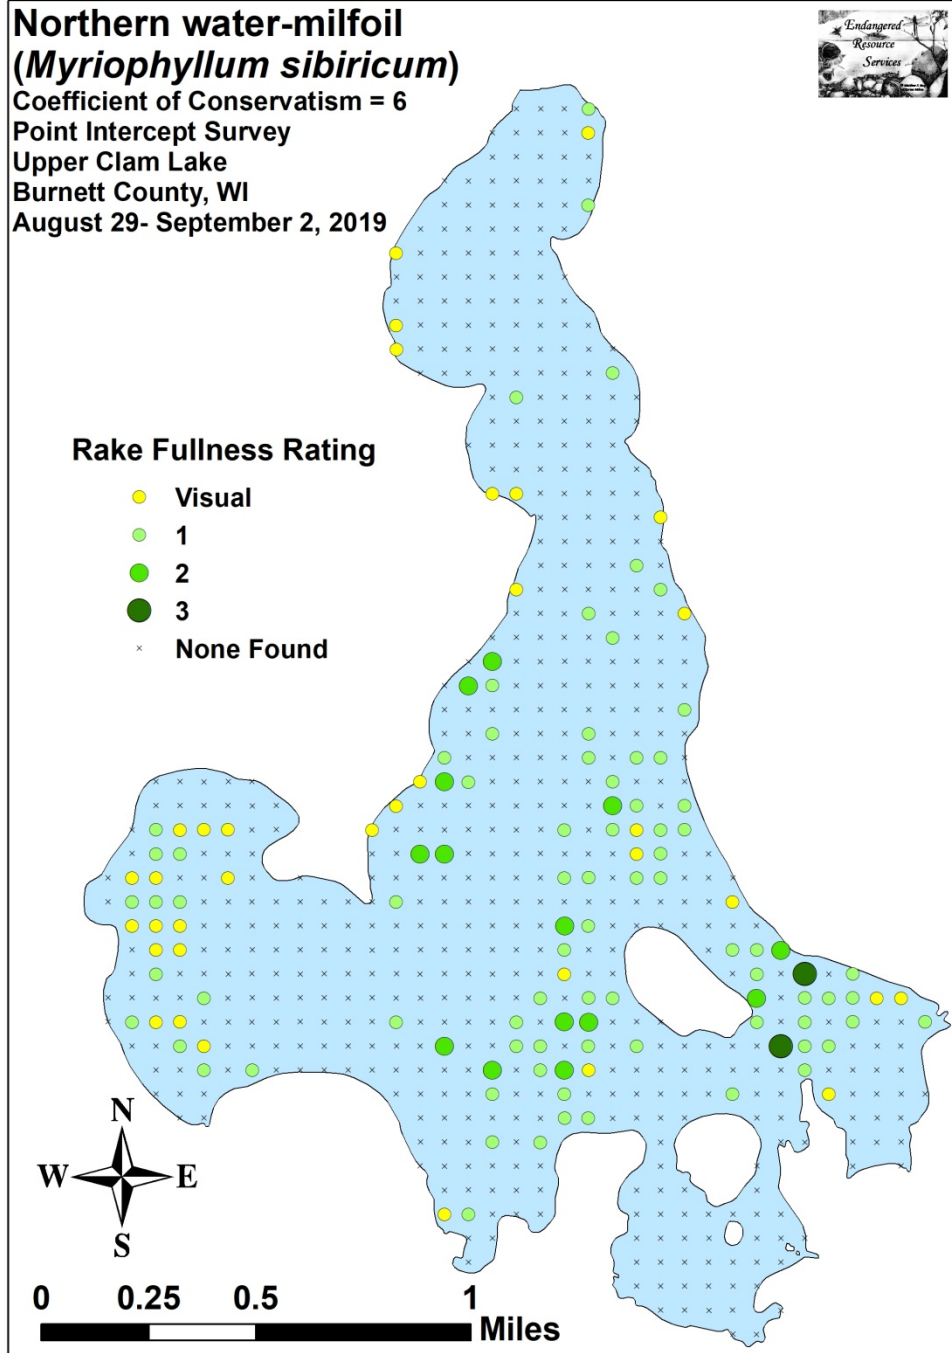 Northern water-milfoil
(Myriophyllum sibiricum)
Coefficient of Conservatism = 6
Point Intercept Survey
Upper Clam Lake
Burnett County, WI
August 29- September 2, 2019
Endangered
Resource
Services
Rake Fullness Rating
Visual
1
2
3
None Found
N
W E
S
0 0.25 0.5 1
Miles